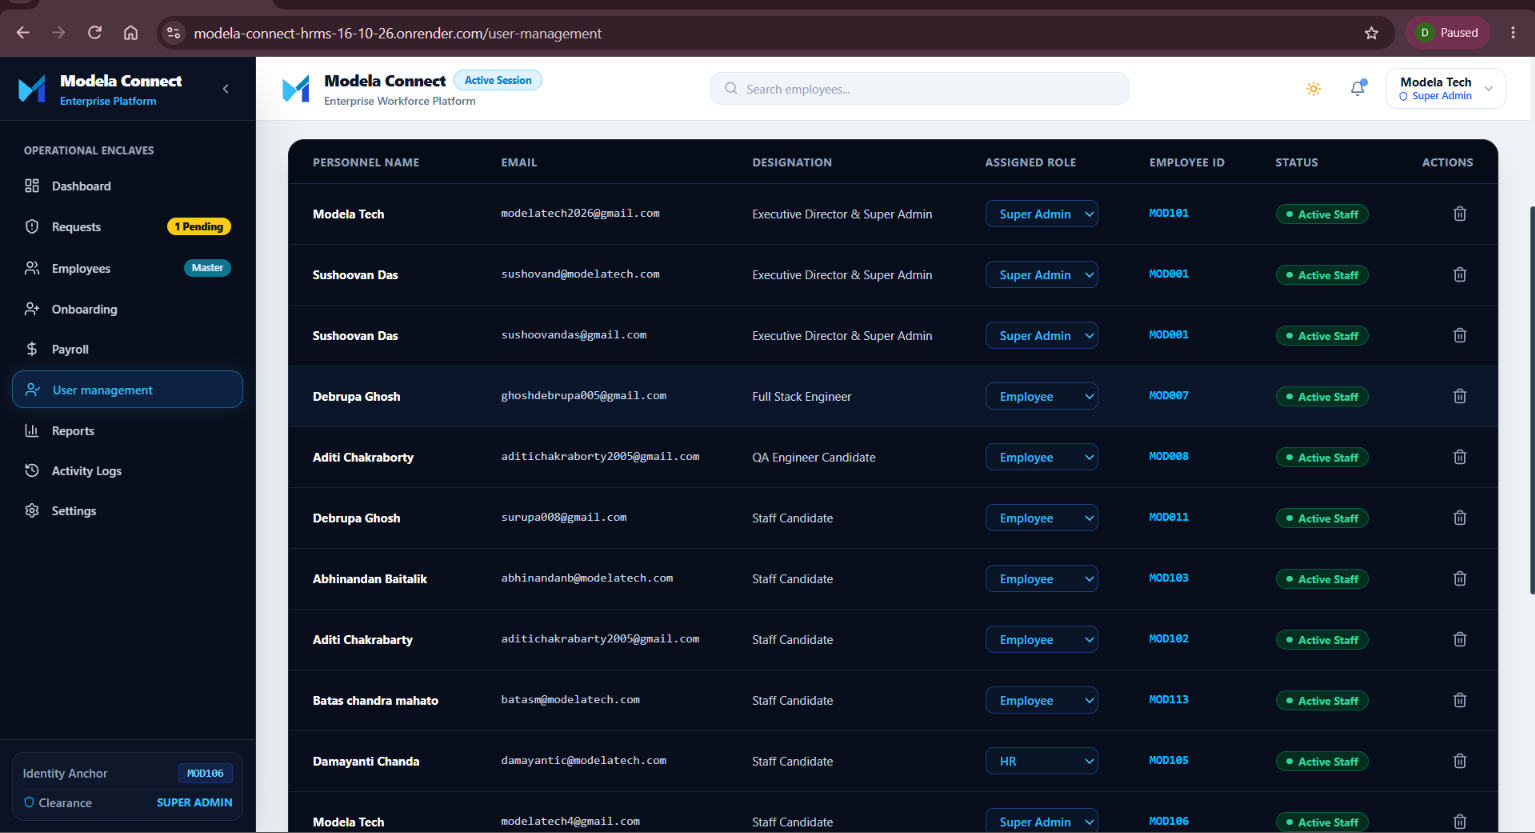 modela-connect-hrms-16-10-26.onrender.com/user-management
D Paused
Modela Connect
Enterprise Platform
OPERATIONAL ENCLAVES
Dashboard
Requests 1 Pending
Employees Master
Onboarding
Payroll
User management
Reports
Activity Logs
Settings
Identity Anchor MOD106
Clearance SUPER ADMIN
Modela Connect Active Session
Enterprise Workforce Platform
Search employees...
Modela Tech
Super Admin
PERSONNEL NAME EMAIL DESIGNATION ASSIGNED ROLE EMPLOYEE ID STATUS ACTIONS
Modela Tech modelatech2026@gmail.com Executive Director & Super Admin Super Admin MOD101 Active Staff
Sushoovan Das sushovand@modelatech.com Executive Director & Super Admin Super Admin MOD001 Active Staff
Sushoovan Das sushoovandas@gmail.com Executive Director & Super Admin Super Admin MOD001 Active Staff
Debrupa Ghosh ghoshdebrupa005@gmail.com Full Stack Engineer Employee MOD007 Active Staff
Aditi Chakraborty aditichakraborty2005@gmail.com QA Engineer Candidate Employee MOD008 Active Staff
Debrupa Ghosh surupa008@gmail.com Staff Candidate Employee MOD011 Active Staff
Abhinandan Baitalik abhinandanb@modelatech.com Staff Candidate Employee MOD103 Active Staff
Aditi Chakrabarty aditichakrabarty2005@gmail.com Staff Candidate Employee MOD102 Active Staff
Batas chandra mahato batasm@modelatech.com Staff Candidate Employee MOD113 Active Staff
Damayanti Chanda damayantic@modelatech.com Staff Candidate HR MOD105 Active Staff
Modela Tech modelatech4@gmail.com Staff Candidate Super Admin MOD106 Active Staff